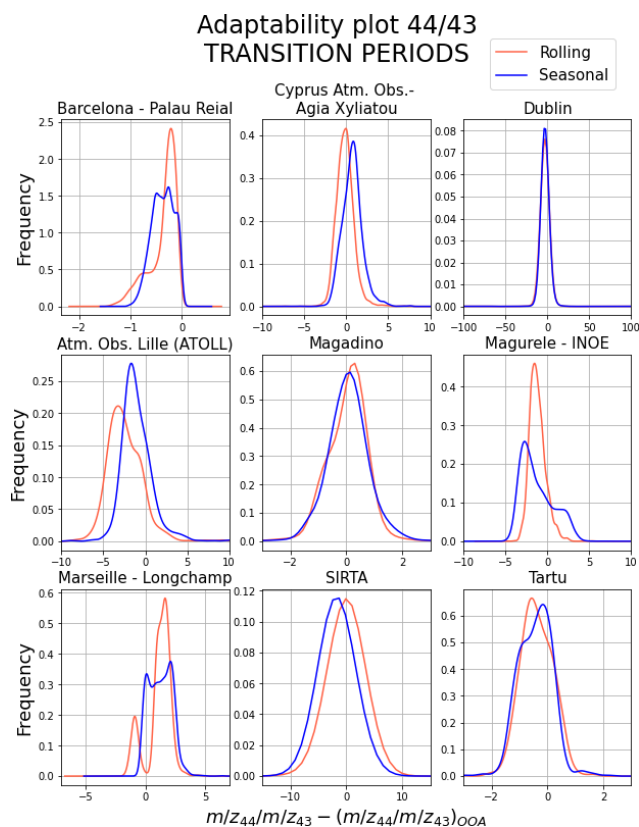 Adaptability plot 44/43
TRANSITION PERIODS
Rolling
Seasonal
Barcelona - Palau Reial
Cyprus Atm. Obs.-
Agia Xyliatou
Dublin
Frequency
2.5
2.0
1.5
1.0
0.5
0.0
-2 -1 0
0.4
0.3
0.2
0.1
0.0
-10 -5 0 5 10
0.08
0.07
0.06
0.05
0.04
0.03
0.02
0.01
0.00
-100 -50 0 50 100
Atm. Obs. Lille (ATOLL)
Magadino
Magurele - INOE
Frequency
0.25
0.20
0.15
0.10
0.05
0.00
-10 -5 0 5 10
0.6
0.5
0.4
0.3
0.2
0.1
0.0
-2 0 2
0.4
0.3
0.2
0.1
0.0
-10 -5 0 5 10
Marseille - Longchamp
SIRTA
Tartu
Frequency
0.6
0.5
0.4
0.3
0.2
0.1
0.0
-5 0 5
0.12
0.10
0.08
0.06
0.04
0.02
0.00
-10 0 10
0.6
0.5
0.4
0.3
0.2
0.1
0.0
-2 0 2
m/z44/m/z43 − (m/z44/m/z43)OOA